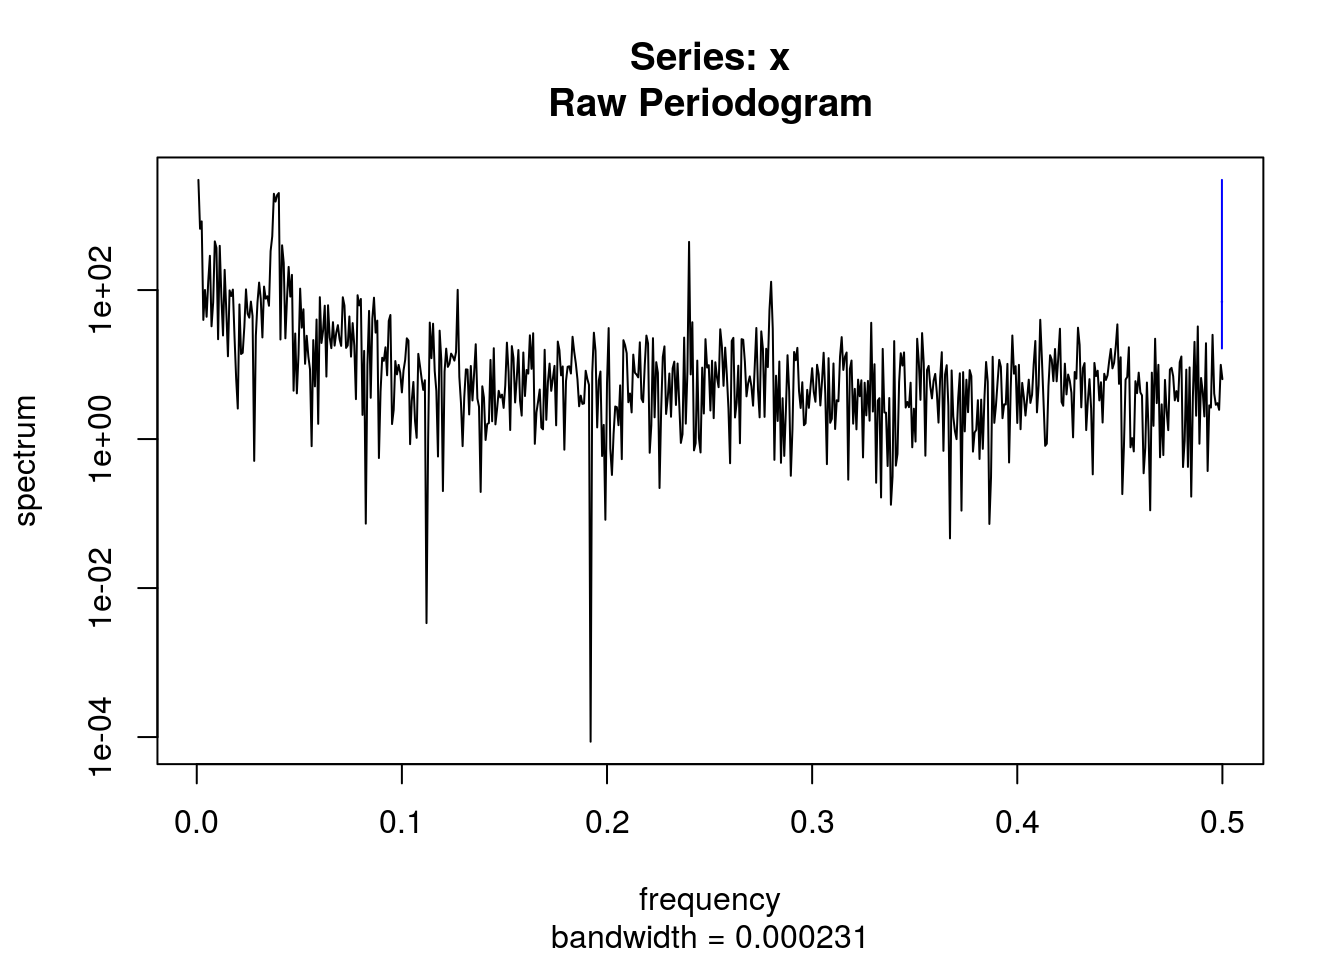 Series: x
Raw Periodogram
spectrum
1e+02
1e+00
1e-02
1e-04
0.0 0.1 0.2 0.3 0.4 0.5
frequency
bandwidth = 0.000231